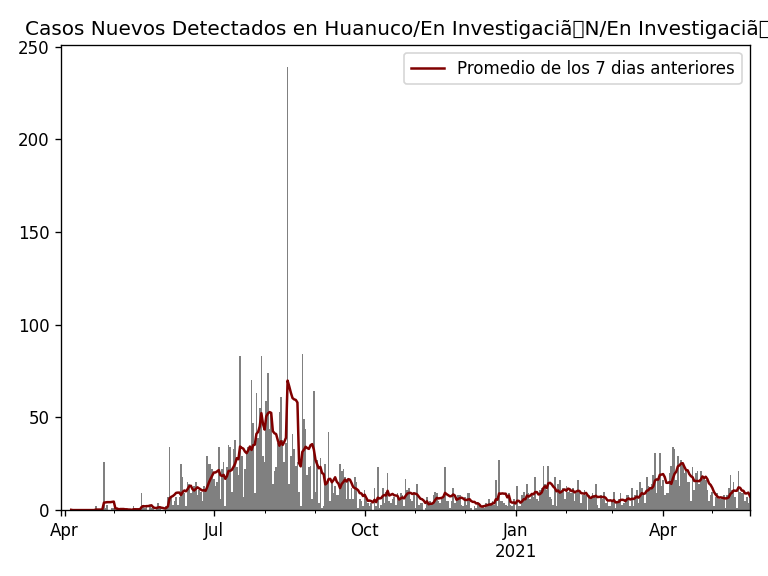 Casos Nuevos Detectados en Huanuco/En Investigaciã▯N/En Investigaciã▯
Promedio de los 7 dias anteriores
250
200
150
100
50
0
Apr Jul Oct Jan Apr
2021